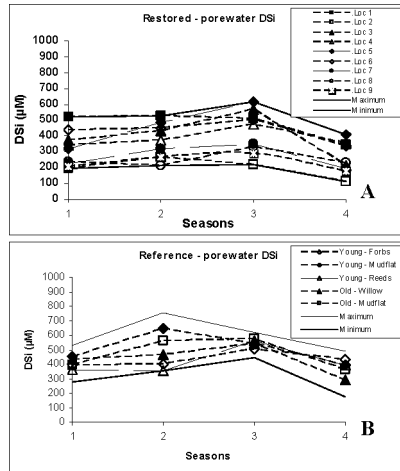 Restored - porewater DSi
Loc 1
Loc 2
Loc 3
Loc 4
Loc 5
Loc 6
Loc 7
Loc 8
Loc 9
Maximum
Minimum
DSi (µM)
1000
900
800
700
600
500
400
300
200
100
0
1 2 3 4
Seasons
A
Reference - porewater DSi
Young - Forbs
Young - Mudflat
Young - Reeds
Old - Willow
Old - Mudflat
Maximum
Minimum
DSi (µM)
1000
900
800
700
600
500
400
300
200
100
0
1 2 3 4
Seasons
B